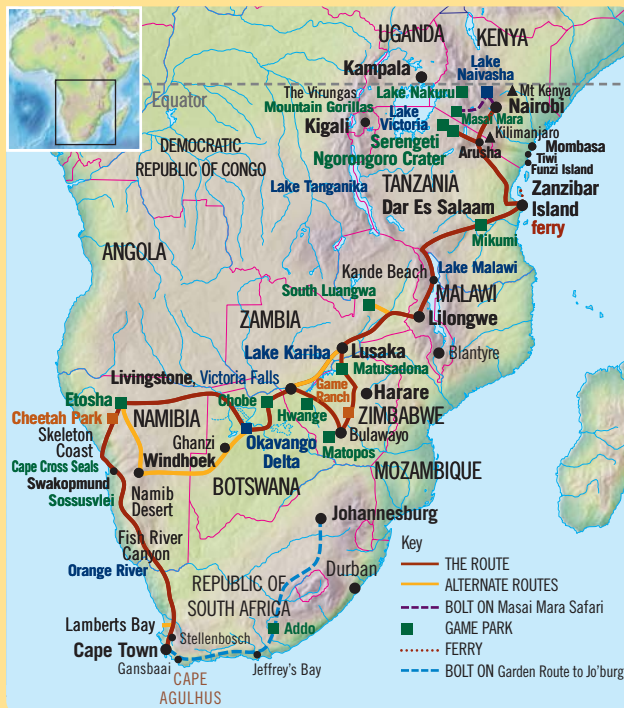 UGANDA
KENYA
Kampala
Lake
Naivasha
The Virungas
Lake Nakuru
Mt Kenya
Equator
Mountain Gorillas
Lake
Victoria
Masai Mara
Nairobi
Kigali
Serengeti
Kilimanjaro
DEMOCRATIC
REPUBLIC OF CONGO
Ngorongoro Crater
Arusha
Mombasa
Tiwi
Funzi Island
Lake Tanganika
TANZANIA
Zanzibar
Island
ferry
Dar Es Salaam
Mikumi
ANGOLA
Kande Beach
Lake Malawi
South Luangwa
MALAWI
ZAMBIA
Lilongwe
Lake Kariba
Lusaka
Blantyre
Livingstone, Victoria Falls
Matusadona
Etosha
Chobe
Game
Ranch
Harare
Cheetah Park
NAMIBIA
Hwange
ZIMBABWE
Skeleton
Coast
Ghanzi
Okavango
Delta
Bulawayo
Cape Cross Seals
Windhoek
Matopos
Swakopmund
MOZAMBIQUE
Sossusvlei
Namib
Desert
BOTSWANA
Johannesburg
Fish River
Canyon
Orange River
REPUBLIC OF
SOUTH AFRICA
Durban
Lamberts Bay
Stellenbosch
Addo
Cape Town
Gansbaai
Jeffrey's Bay
CAPE
AGULHUS
Key
THE ROUTE
ALTERNATE ROUTES
BOLT ON Masai Mara Safari
GAME PARK
FERRY
BOLT ON Garden Route to Jo'burg